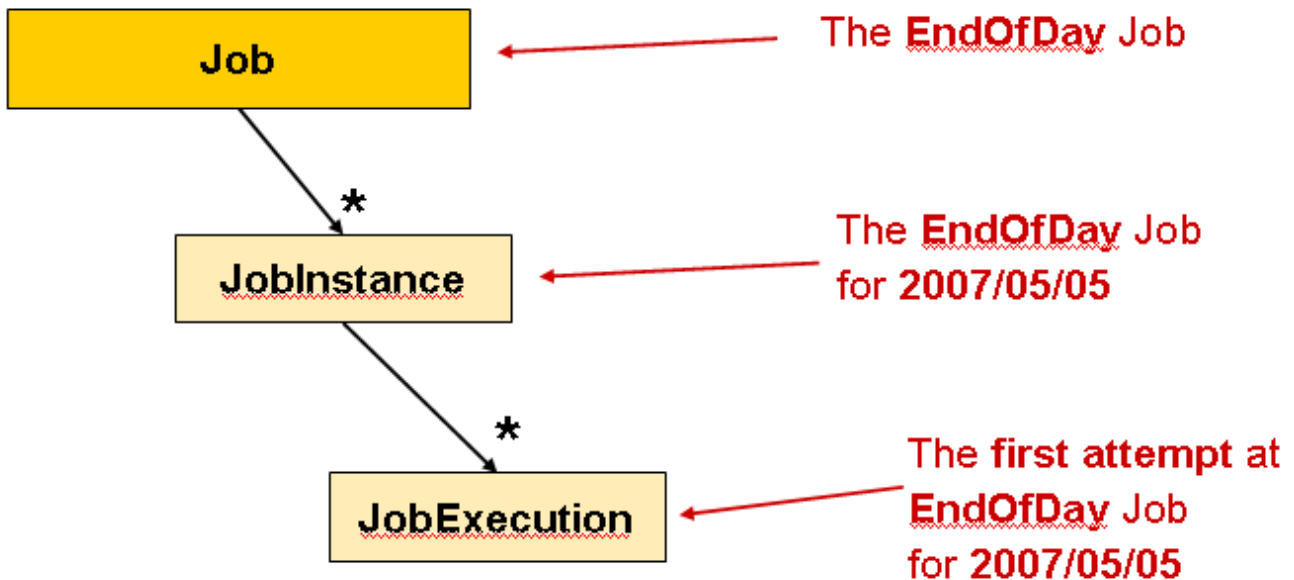 Job
The EndOfDay Job
*
JobInstance
The EndOfDay Job
for 2007/05/05
*
JobExecution
The first attempt at
EndOfDay Job
for 2007/05/05